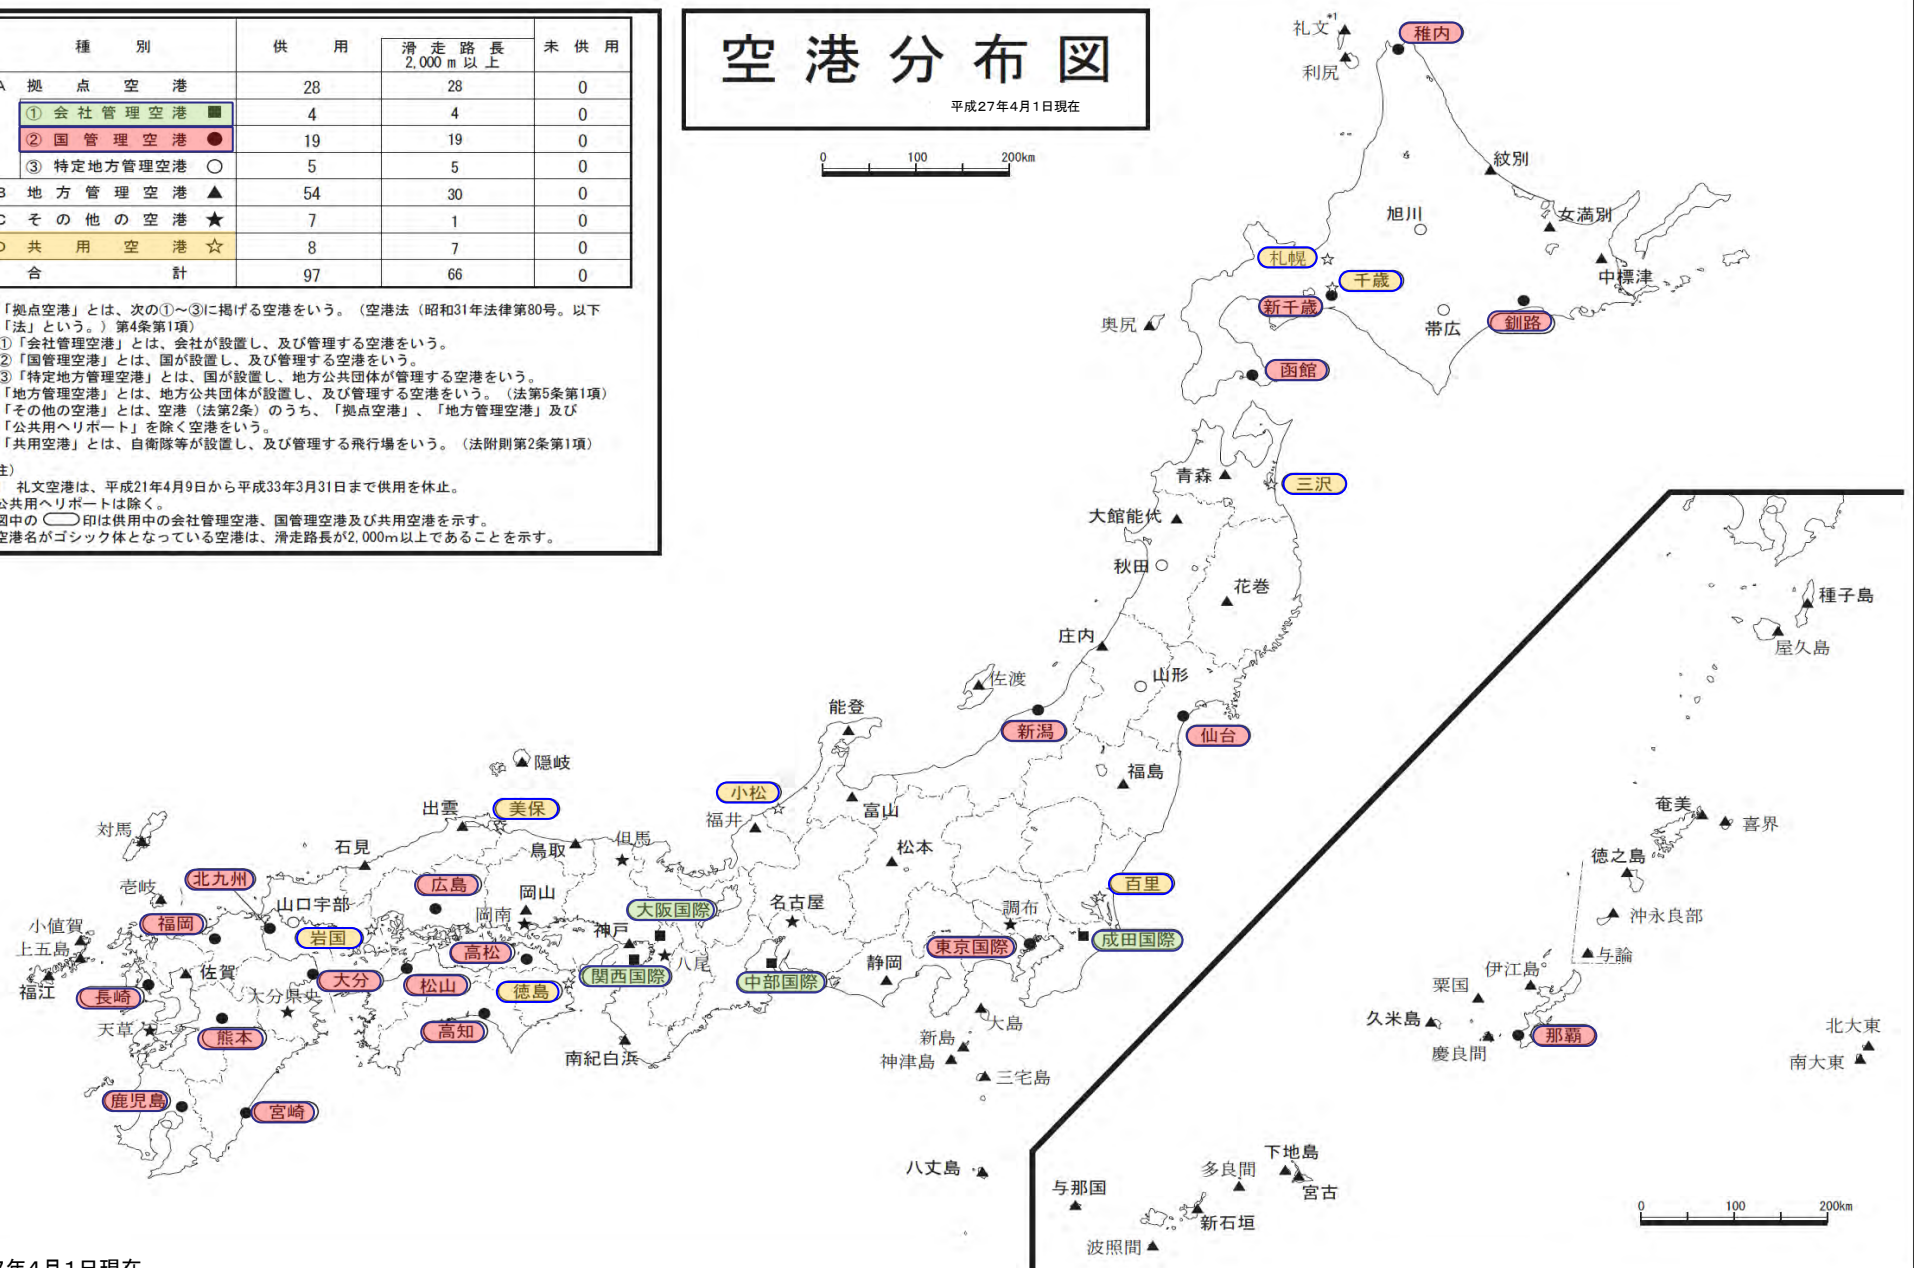 種別 供用 滑走路長2,000m以上 未供用
A 拠点空港 28 28 0
①会社管理空港 ■ 4 4 0
②国管理空港 ● 19 19 0
③特定地方管理空港 ○ 5 5 0
B 地方管理空港 ▲ 54 30 0
C その他の空港 ★ 7 1 0
D 共用空港 ☆ 8 7 0
合計 97 66 0
「拠点空港」とは、次の①～③に掲げる空港をいう。（空港法（昭和31年法律第80号。以下
「法」という。）第4条第1項）
①「会社管理空港」とは、会社が設置し、及び管理する空港をいう。
②「国管理空港」とは、国が設置し、及び管理する空港をいう。
③「特定地方管理空港」とは、国が設置し、地方公共団体が管理する空港をいう。
「地方管理空港」とは、地方公共団体が設置し、及び管理する空港をいう。（法第5条第1項）
「その他の空港」とは、空港（法第2条）のうち、「拠点空港」、「地方管理空港」及び
「公共用ヘリポート」を除く空港をいう。
「共用空港」とは、自衛隊等が設置し、及び管理する飛行場をいう。（法附則第2条第1項）
注）
礼文空港は、平成21年4月9日から平成33年3月31日まで供用を休止。
公共用ヘリポートは除く。
図中の 印は供用中の会社管理空港、国管理空港及び共用空港を示す。
空港名がゴシック体となっている空港は、滑走路長が2,000m以上であることを示す。
空港分布図
平成27年4月1日現在
0 100 200km
礼文*1
稚内
利尻
紋別
旭川
女満別
札幌
千歳
中標津
新千歳
奥尻
帯広
釧路
函館
青森
三沢
大館能代
秋田
花巻
庄内
山形
佐渡
新潟
仙台
能登
福島
隠岐
小松
出雲
美保
福井
富山
対馬
石見
鳥取
但馬
松本
北九州
広島
百里
壱岐
山口宇部
岡山
大阪国際
名古屋
調布
小値賀
福岡
岡南
神戸
岩国
成田国際
上五島
高松
東京国際
八尾
静岡
佐賀
関西国際
福江
長崎
大分
松山
徳島
中部国際
大分県央
天草
熊本
高知
大島
新島
南紀白浜
神津島
三宅島
鹿児島
宮崎
八丈島
種子島
屋久島
奄美
喜界
徳之島
沖永良部
与論
伊江島
粟国
久米島
慶良間
那覇
北大東
南大東
下地島
多良間
与那国
宮古
新石垣
波照間
0 100 200km
7年4月1日現在